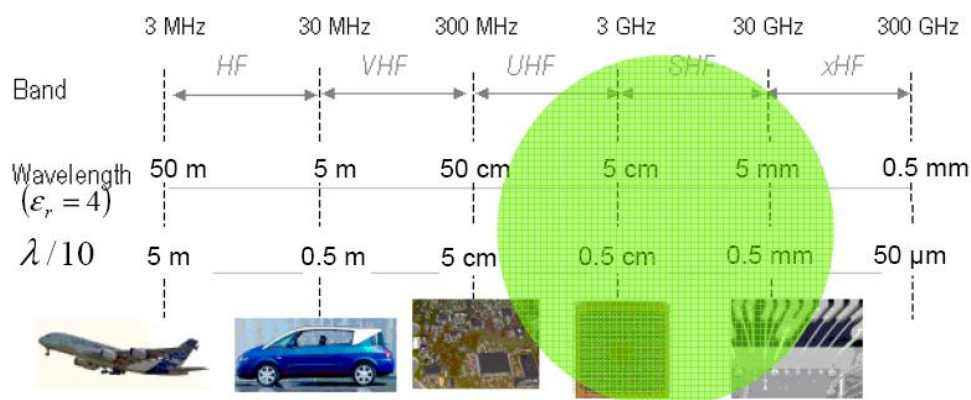 3 MHz 30 MHz 300 MHz 3 GHz 30 GHz 300 GHz
HF VHF UHF SHF xHF
Band
Wavelength 50 m 5 m 50 cm 5 cm 5 mm 0.5 mm
(εr = 4)
λ/10 5 m 0.5 m 5 cm 0.5 cm 0.5 mm 50 µm